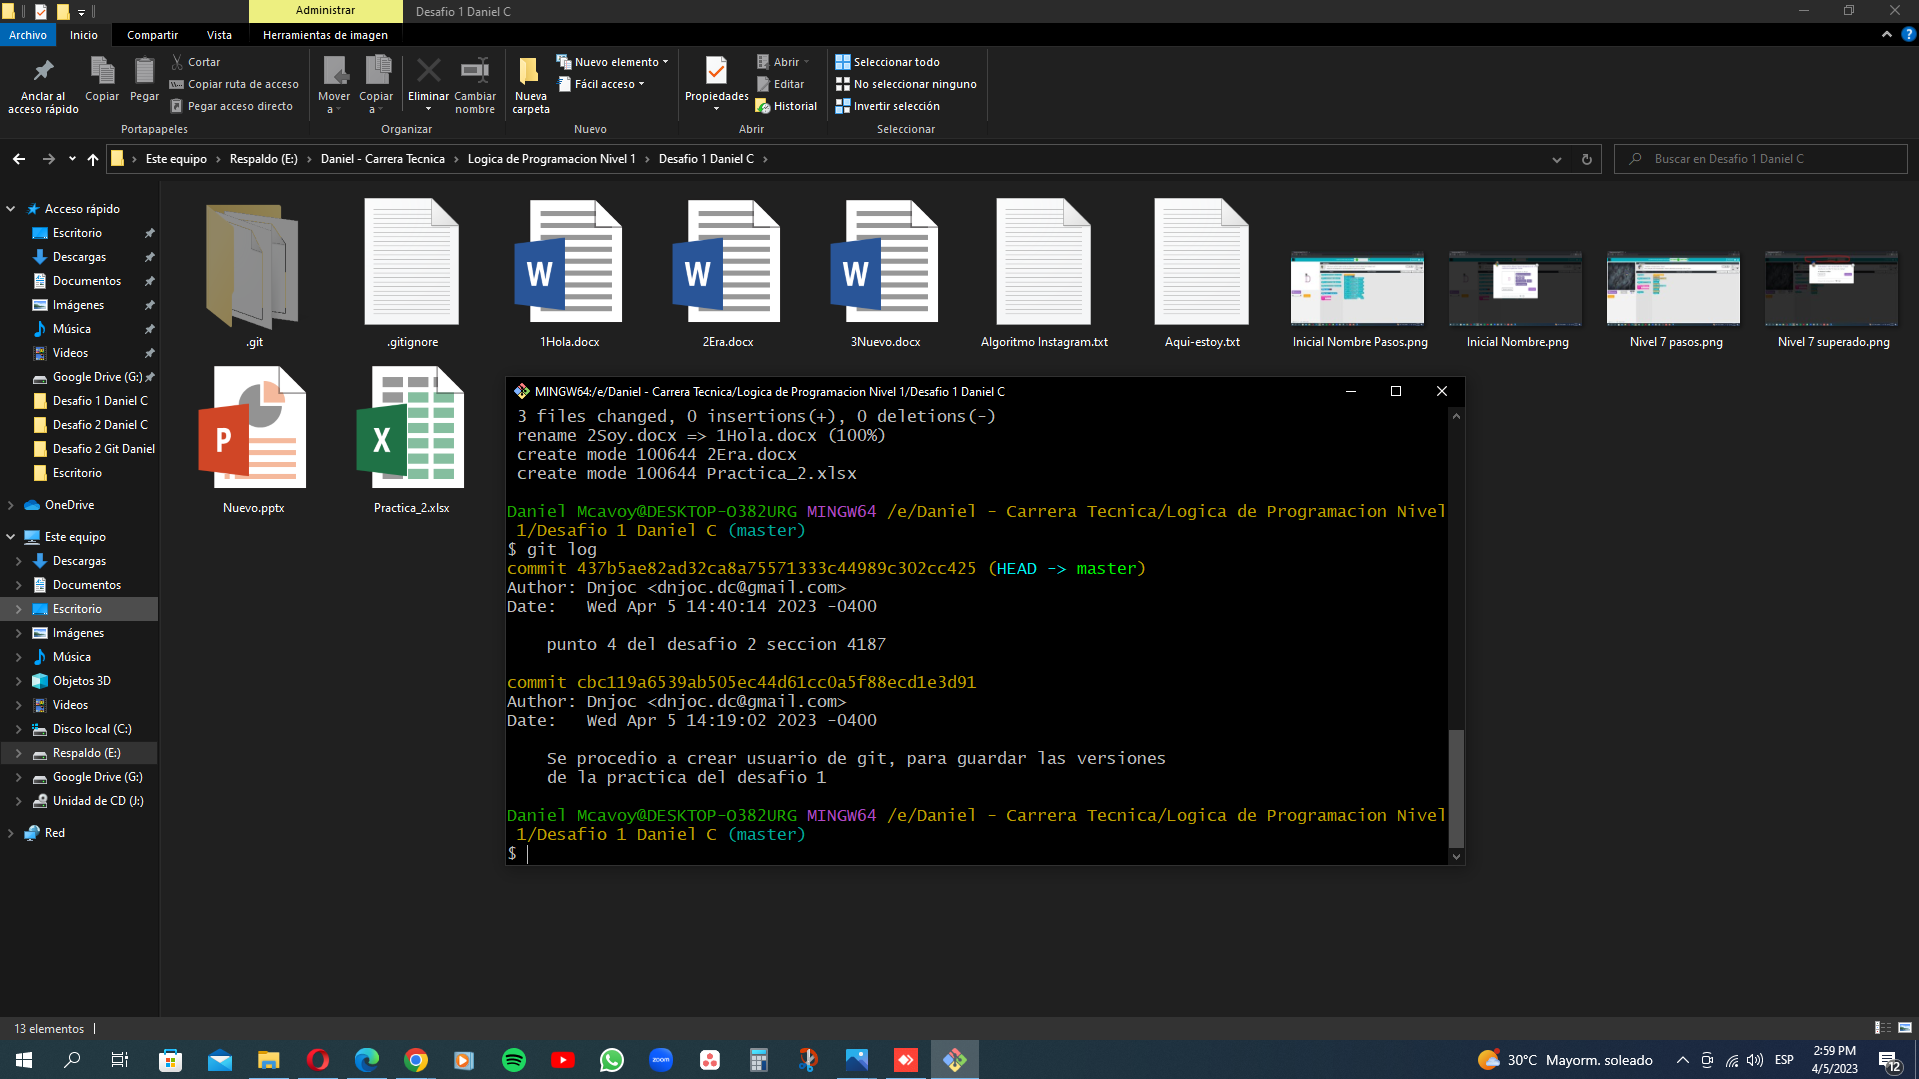 Administrar
Desafio 1 Daniel C
Archivo
Inicio
Compartir
Vista
Herramientas de imagen
Anclar al
acceso rápido
Copiar
Pegar
Cortar
Copiar ruta de acceso
Pegar acceso directo
Portapapeles
Mover
a
Copiar
a
Eliminar
Cambiar
nombre
Organizar
Nueva
carpeta
Nuevo elemento
Fácil acceso
Nuevo
Propiedades
Abrir
Editar
Historial
Abrir
Seleccionar todo
No seleccionar ninguno
Invertir selección
Seleccionar
Este equipo
Respaldo (E:)
Daniel - Carrera Tecnica
Logica de Programacion Nivel 1
Desafio 1 Daniel C
Buscar en Desafio 1 Daniel C
Acceso rápido
Escritorio
Descargas
Documentos
Imágenes
Música
Videos
Google Drive (G:)
Desafio 1 Daniel C
Desafio 2 Daniel C
Desafio 2 Git Daniel
Escritorio
OneDrive
Este equipo
Descargas
Documentos
Escritorio
Imágenes
Música
Objetos 3D
Videos
Disco local (C:)
Respaldo (E:)
Google Drive (G:)
Unidad de CD (J:)
Red
.git
.gitignore
W
1Hola.docx
W
2Era.docx
W
3Nuevo.docx
Algoritmo Instagram.txt
Aqui-estoy.txt
Inicial Nombre Pasos.png
Inicial Nombre.png
Nivel 7 pasos.png
Nivel 7 superado.png
P
Nuevo.pptx
X
Practica_2.xlsx
MINGW64:/e/Daniel - Carrera Tecnica/Logica de Programacion Nivel 1/Desafio 1 Daniel C
3 files changed, 0 insertions(+), 0 deletions(-)
rename 2Soy.docx => 1Hola.docx (100%)
create mode 100644 2Era.docx
create mode 100644 Practica_2.xlsx
Daniel Mcavoy@DESKTOP-O382URG MINGW64 /e/Daniel - Carrera Tecnica/Logica de Programacion Nivel
1/Desafio 1 Daniel C (master)
$ git log
commit 437b5ae82ad32ca8a75571333c44989c302cc425 (HEAD -> master)
Author: Dnjoc <dnjoc.dc@gmail.com>
Date:   Wed Apr 5 14:40:14 2023 -0400
punto 4 del desafio 2 seccion 4187
commit cbc119a6539ab505ec44d61cc0a5f88ecd1e3d91
Author: Dnjoc <dnjoc.dc@gmail.com>
Date:   Wed Apr 5 14:19:02 2023 -0400
Se procedio a crear usuario de git, para guardar las versiones
de la practica del desafio 1
Daniel Mcavoy@DESKTOP-O382URG MINGW64 /e/Daniel - Carrera Tecnica/Logica de Programacion Nivel
1/Desafio 1 Daniel C (master)
$
13 elementos
zoom
30°C Mayorm. soleado
ESP
2:59 PM
4/5/2023
12